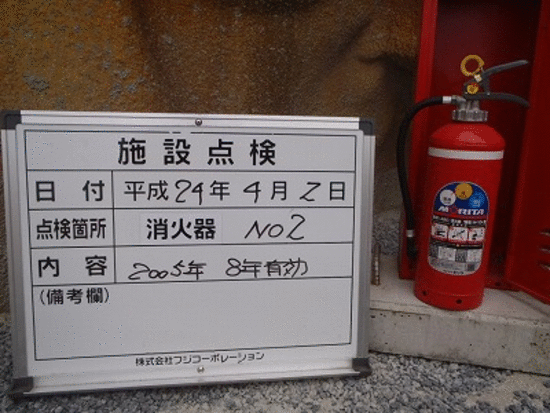 施設点検
日付 平成24年4月2日
点検箇所 消火器 NO2
内容 2005年 8年有効
(備考欄)
株式会社フジコーポレーション
MORITA